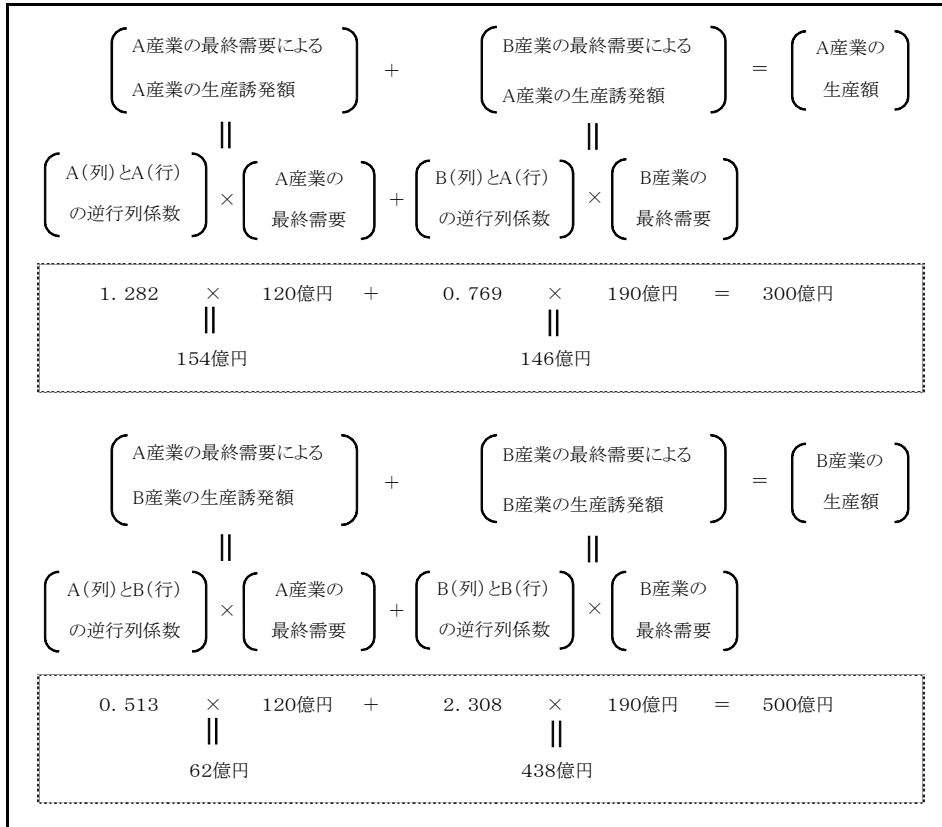 A産業の最終需要による B産業の最終需要による A産業の
+ =
A産業の生産誘発額 A産業の生産誘発額 生産額
|| ||
A(列)とA(行) A産業の B(列)とA(行) B産業の
× + ×
の逆行列係数 最終需要 の逆行列係数 最終需要
1.282 × 120億円 + 0.769 × 190億円 = 300億円
|| ||
154億円 146億円
A産業の最終需要による B産業の最終需要による B産業の
+ =
B産業の生産誘発額 B産業の生産誘発額 生産額
|| ||
A(列)とB(行) A産業の B(列)とB(行) B産業の
× + ×
の逆行列係数 最終需要 の逆行列係数 最終需要
0.513 × 120億円 + 2.308 × 190億円 = 500億円
|| ||
62億円 438億円